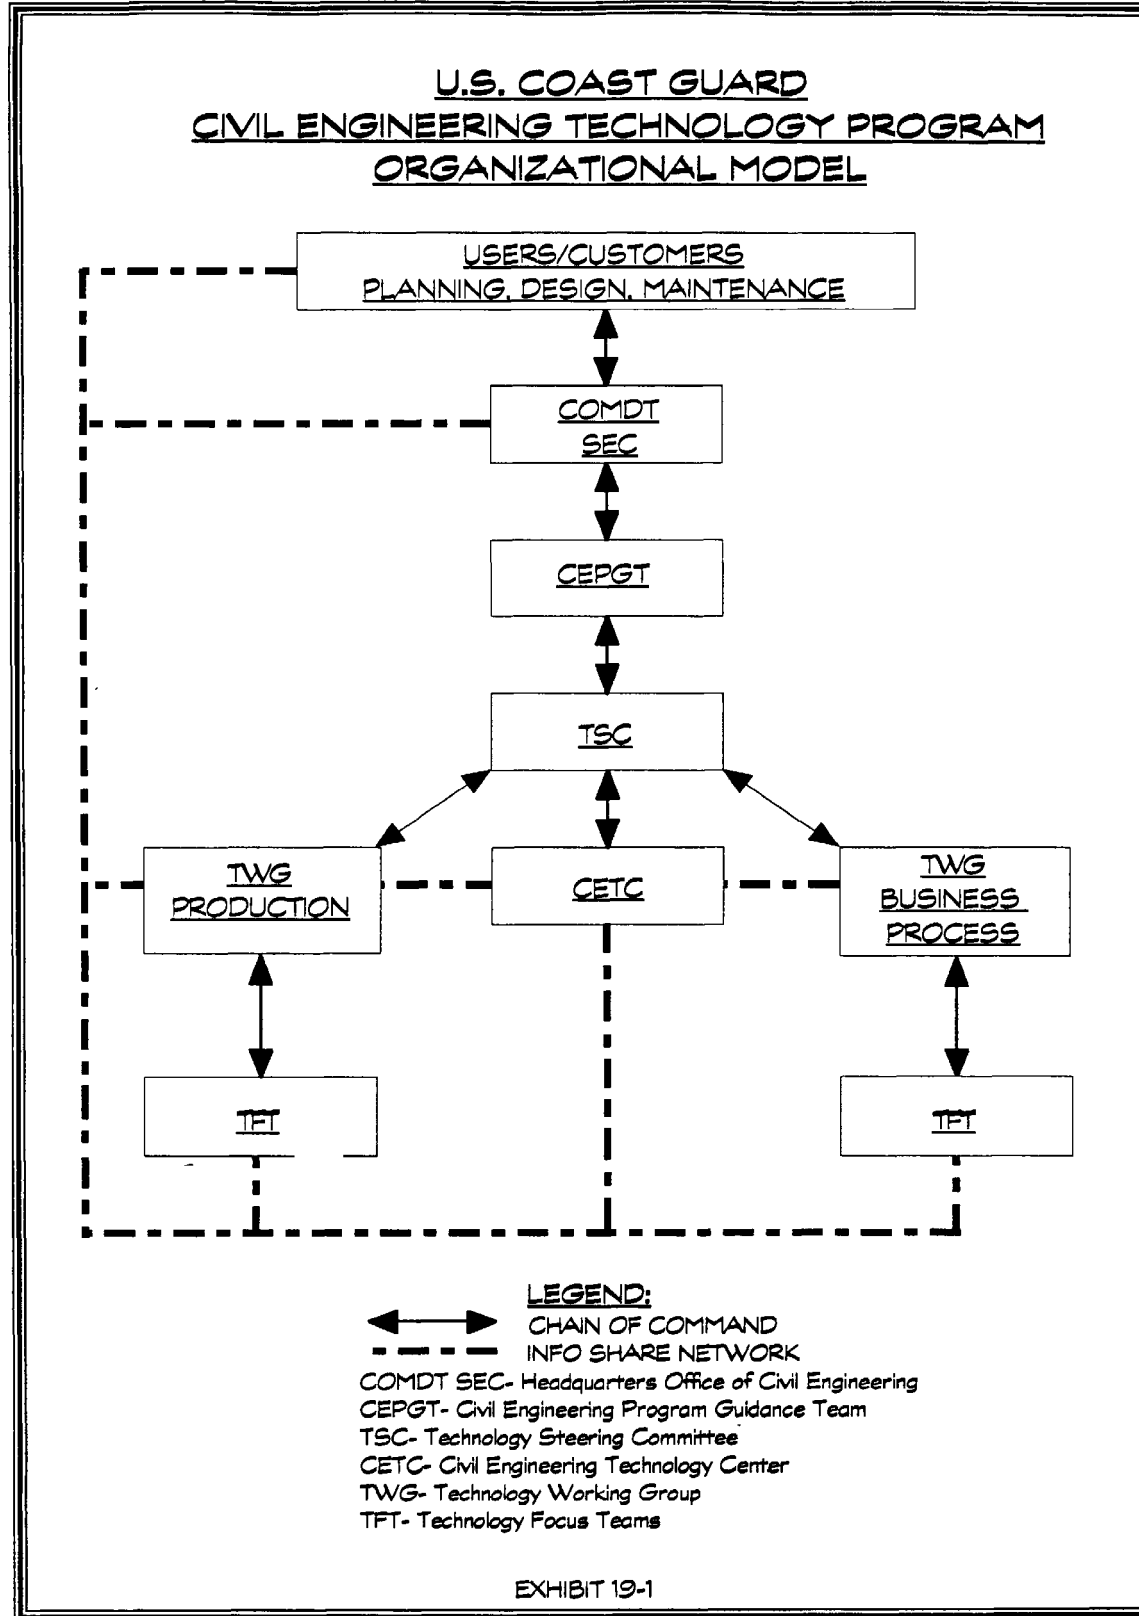 U.S. COAST GUARD
CIVIL ENGINEERING TECHNOLOGY PROGRAM
ORGANIZATIONAL MODEL
USERS/CUSTOMERS
PLANNING, DESIGN, MAINTENANCE
COMDT
SEC
CEPGT
TSC
TWG
PRODUCTION
CETC
TWG
BUSINESS
PROCESS
TFT
TFT
LEGEND:
CHAIN OF COMMAND
INFO SHARE NETWORK
COMDT SEC- Headquarters Office of Civil Engineering
CEPGT- Civil Engineering Program Guidance Team
TSC- Technology Steering Committee
CETC- Civil Engineering Technology Center
TWG- Technology Working Group
TFT- Technology Focus Teams
EXHIBIT 19-1